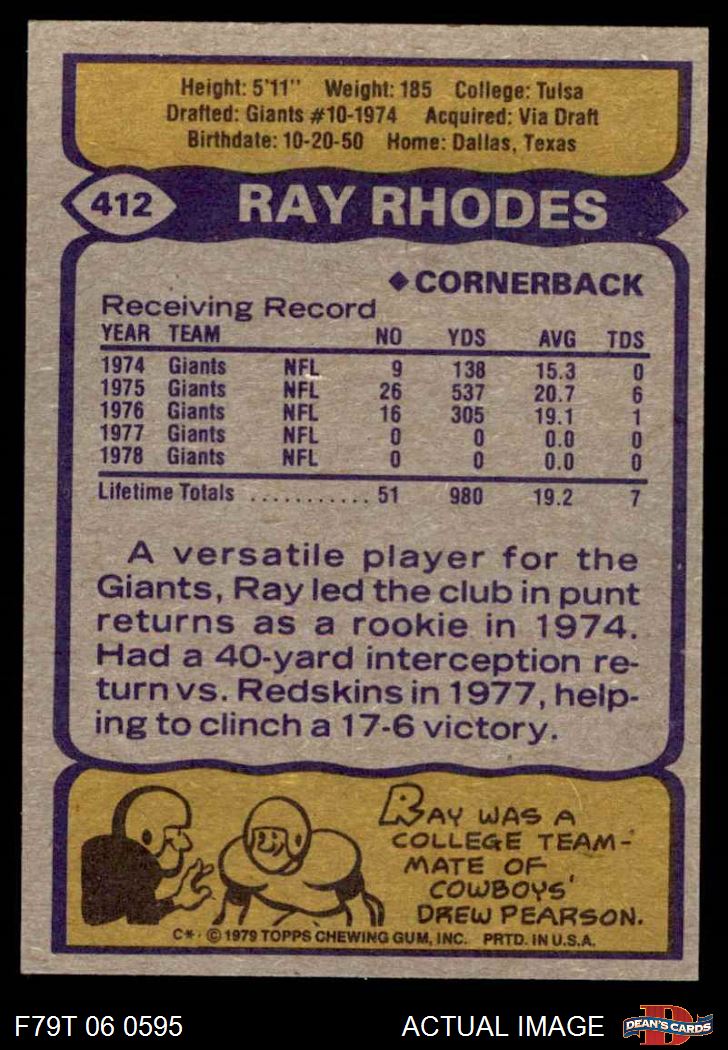 Height: 5'11" Weight: 185 College: Tulsa
Drafted: Giants #10-1974 Acquired: Via Draft
Birthdate: 10-20-50 Home: Dallas, Texas
412 RAY RHODES
◆CORNERBACK
Receiving Record
YEAR TEAM NO YDS AVG TDS
1974 Giants NFL 9 138 15.3 0
1975 Giants NFL 26 537 20.7 6
1976 Giants NFL 16 305 19.1 1
1977 Giants NFL 0 0 0.0 0
1978 Giants NFL 0 0 0.0 0
Lifetime Totals ........... 51 980 19.2 7
A versatile player for the
Giants, Ray led the club in punt
returns as a rookie in 1974.
Had a 40-yard interception re-
turn vs. Redskins in 1977, help-
ing to clinch a 17-6 victory.
RAY WAS A
COLLEGE TEAM-
MATE OF
COWBOYS'
DREW PEARSON.
C*· © 1979 TOPPS CHEWING GUM, INC. PRTD. IN U.S.A.
F79T 06 0595 ACTUAL IMAGE D DEAN'S CARDS